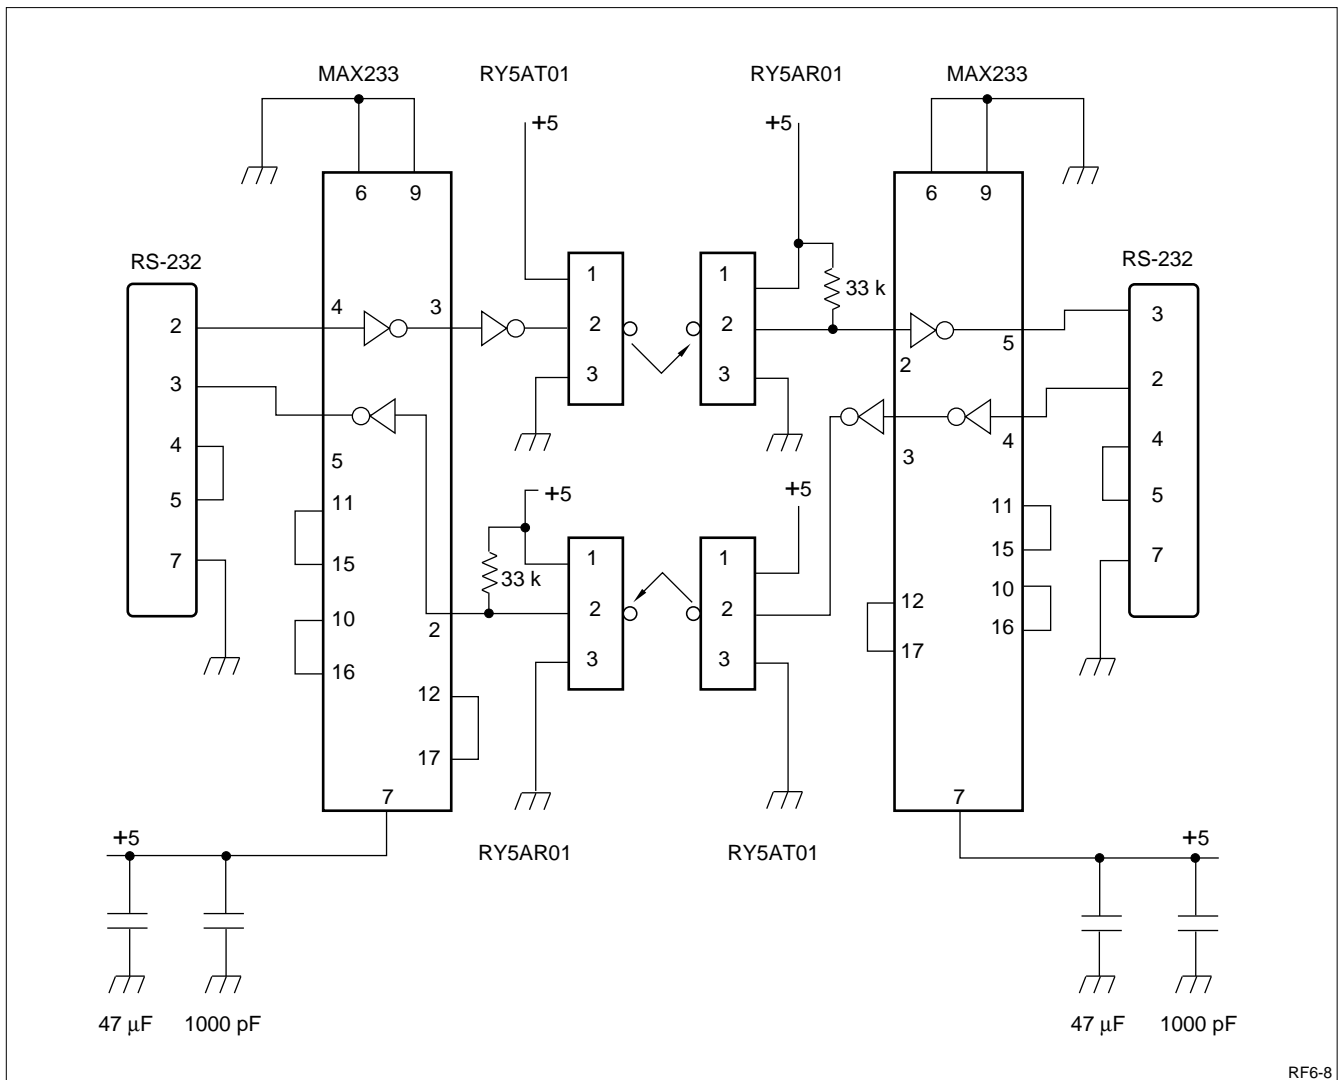 MAX233 RY5AT01 RY5AR01 MAX233
+5 +5
6 9 6 9
RS-232 RS-232
1 1
4 3 33 k 3
2 2 2
5
2
3 3 3 2
4 4
5 3 4
+5 +5
11 11
5 5
15 1 1 15
7 33 k 7
10 12 10
2 2 2
16 3 3 17 16
12
17
7 7
+5 +5
RY5AR01 RY5AT01
47 µF 1000 pF 47 µF 1000 pF
RF6-8